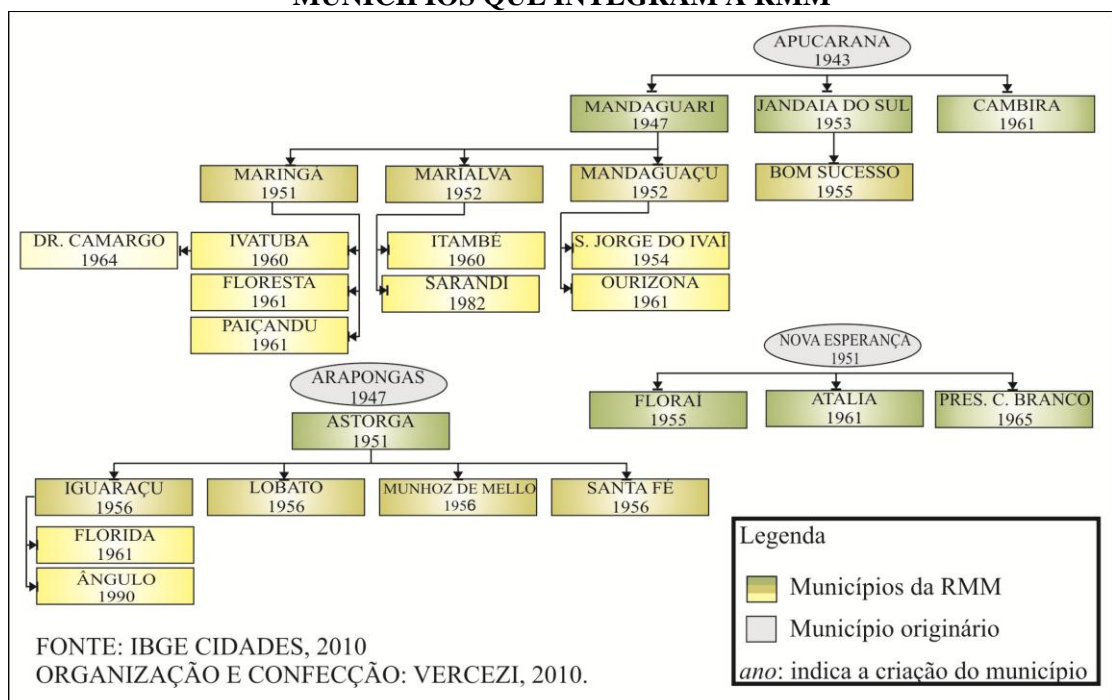 MUNICÍPIOS QUE INTEGRAM A RMM
APUCARANA
1943
MANDAGUARI
1947
JANDAIA DO SUL
1953
CAMBIRA
1961
MARINGÁ
1951
MARIALVA
1952
MANDAGUAÇU
1952
BOM SUCESSO
1955
DR. CAMARGO
1964
IVATUBA
1960
ITAMBÉ
1960
S. JORGE DO IVAÍ
1954
FLORESTA
1961
SARANDI
1982
OURIZONA
1961
PAIÇANDU
1961
NOVA ESPERANÇA
1951
ARAPONGAS
1947
FLORAÍ
1955
ATALIA
1961
PRES. C. BRANCO
1965
ASTORGA
1951
IGUARAÇU
1956
LOBATO
1956
MUNHOZ DE MELLO
1956
SANTA FÉ
1956
FLORIDA
1961
ÂNGULO
1990
Legenda
Municípios da RMM
Município originário
ano: indica a criação do município
FONTE: IBGE CIDADES, 2010
ORGANIZAÇÃO E CONFECÇÃO: VERCEZI, 2010.